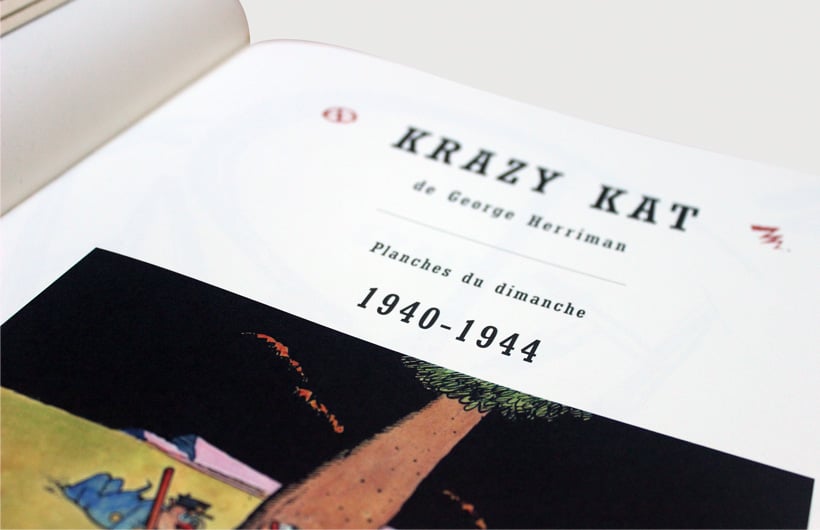 KRAZY KAT
de George Herriman
Planches du dimanche
1940-1944